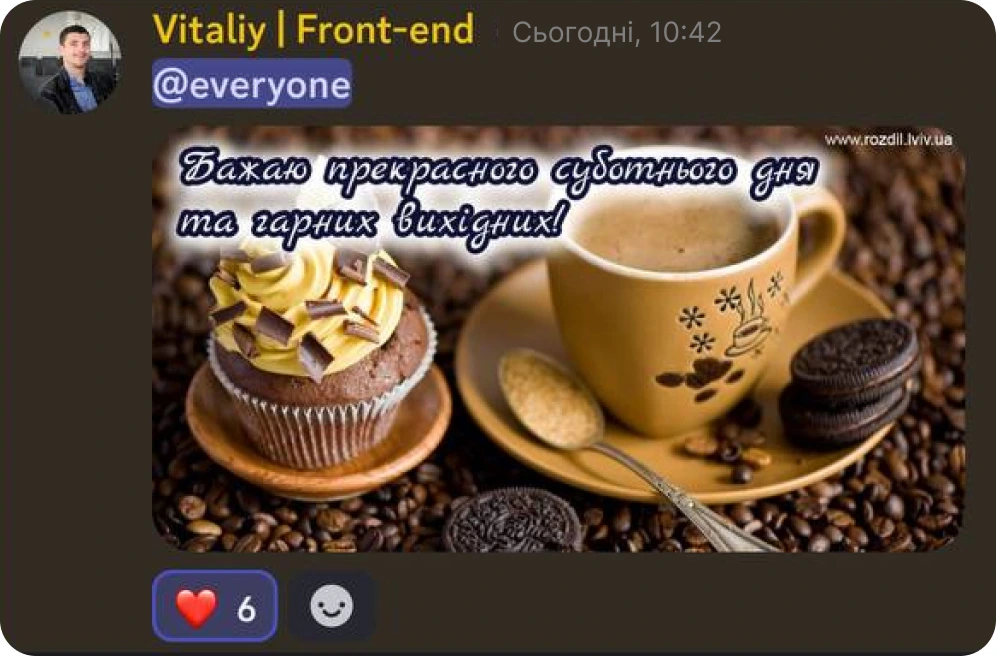 Vitaliy | Front-end Сьогодні, 10:42
@everyone
www.rozdil.lviv.ua
Бажаю прекрасного суботнього дня
та гарних вихідних!
6